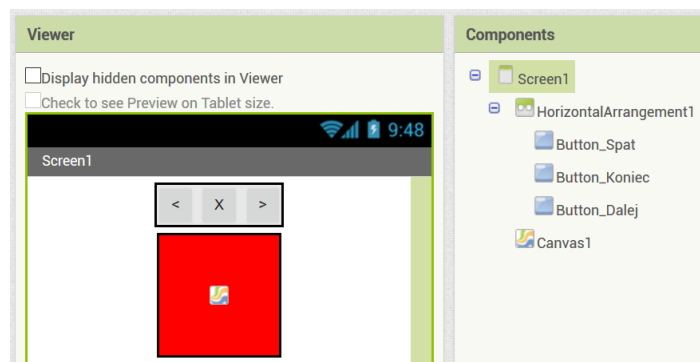 Viewer
Components
Display hidden components in Viewer
Check to see Preview on Tablet size.
9:48
Screen1
< X >
Screen1
HorizontalArrangement1
Button_Spat
Button_Koniec
Button_Dalej
Canvas1